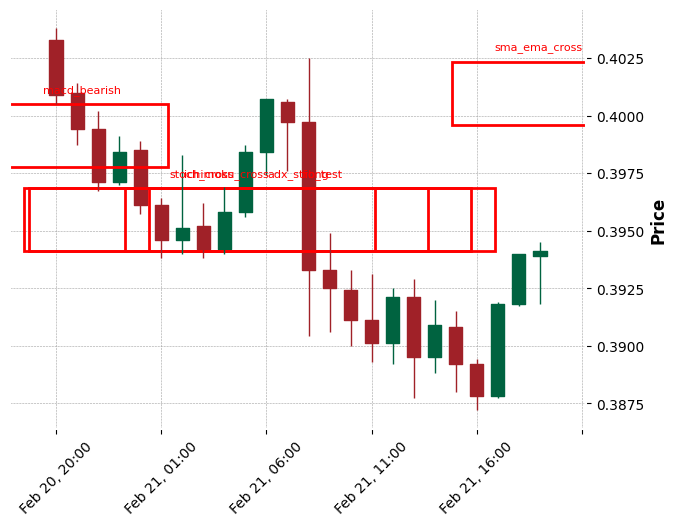 sma_ema_cross
0.4025
macd_bearish
0.4000
0.3975
0.3950
Price
0.3925
0.3900
0.3875
Feb 20, 20:00
Feb 21, 01:00
Feb 21, 06:00
Feb 21, 11:00
Feb 21, 16:00